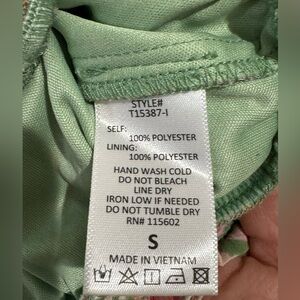 STYLE#
T15387-I
SELF:
100% POLYESTER
LINING:
100% POLYESTER
HAND WASH COLD
DO NOT BLEACH
LINE DRY
IRON LOW IF NEEDED
DO NOT TUMBLE DRY
RN# 115602
S
MADE IN VIETNAM